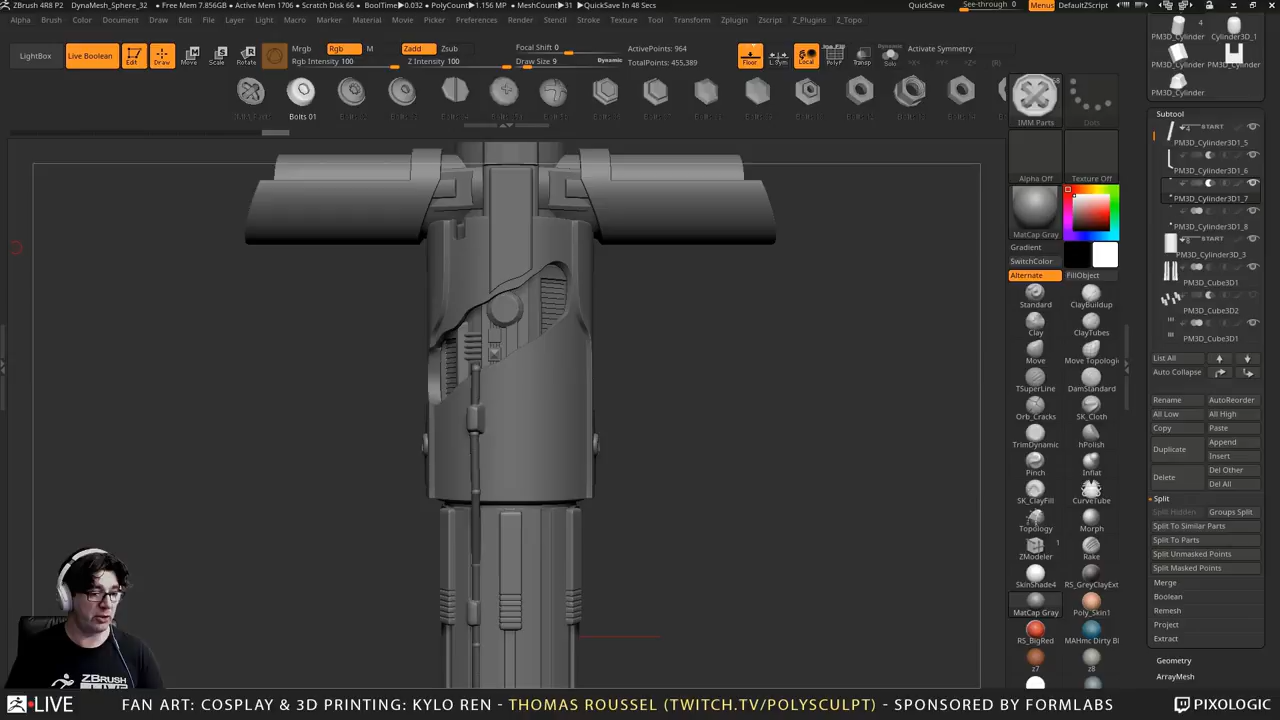 ZBrush 4R8 P2 DynaMesh_Sphere_32 • Free Mem 7.856GB • Active Mem 1706 • Scratch Disk 66 • BoolTime▶0.032 • PolyCount▶1.156 MP • MeshCount▶31 QuickSave In 48 Secs QuickSave See-through 0 Menus DefaultZScript
Alpha Brush Color Document Draw Edit File Layer Light Macro Marker Material Movie Picker Preferences Render Stencil Stroke Texture Tool Transform Zplugin Zscript Z_Plugins Z_Topo
LightBox Live Boolean Edit Draw Move Scale Rotate
Mrgb Rgb M Zadd Zsub Focal Shift 0 ActivePoints: 964
Rgb Intensity 100 Z Intensity 100 Draw Size 9 Dynamic TotalPoints: 455,389
Floor L.Sym Local PolyF Transp Dynamic Solo Activate Symmetry
Bolts 01
IMM Parts
Dots
Alpha Off Texture Off
MatCap Gray
Gradient
SwitchColor
Alternate FillObject
Standard ClayBuildup
Clay ClayTubes
Move Move Topologic
TSuperLine DamStandard
Orb_Cracks SK_Cloth
TrimDynamic hPolish
Pinch Inflat
SK_ClayFill CurveTube
Topology Morph
ZModeler 1 Rake
SkinShade4 RS_GreyClayExt
MatCap Gray Poly_Skin1
RS_BigRed MAHmc Dirty Bl
z7 z8
PM3D_Cylinder 4 Cylinder3D_1
PM3D_Cylinder PM3D_Cylinder
PM3D_Cylinder
Subtool
START
PM3D_Cylinder3D1_5
PM3D_Cylinder3D1_6
PM3D_Cylinder3D1_7
PM3D_Cylinder3D1_8
START
PM3D_Cylinder3D_3
PM3D_Cube3D1
PM3D_Cube3D2
PM3D_Cube3D1
List All
Auto Collapse
Rename AutoReorder
All Low All High
Copy Paste
Duplicate Append
Insert
Delete Del Other
Del All
Split
Split Hidden Groups Split
Split To Similar Parts
Split To Parts
Split Unmasked Points
Split Masked Points
Merge
Boolean
Remesh
Project
Extract
Geometry
ArrayMesh
ZBRUSH
LIVE FAN ART: COSPLAY & 3D PRINTING: KYLO REN - THOMAS ROUSSEL (TWITCH.TV/POLYSCULPT) - SPONSORED BY FORMLABS PIXOLOGIC